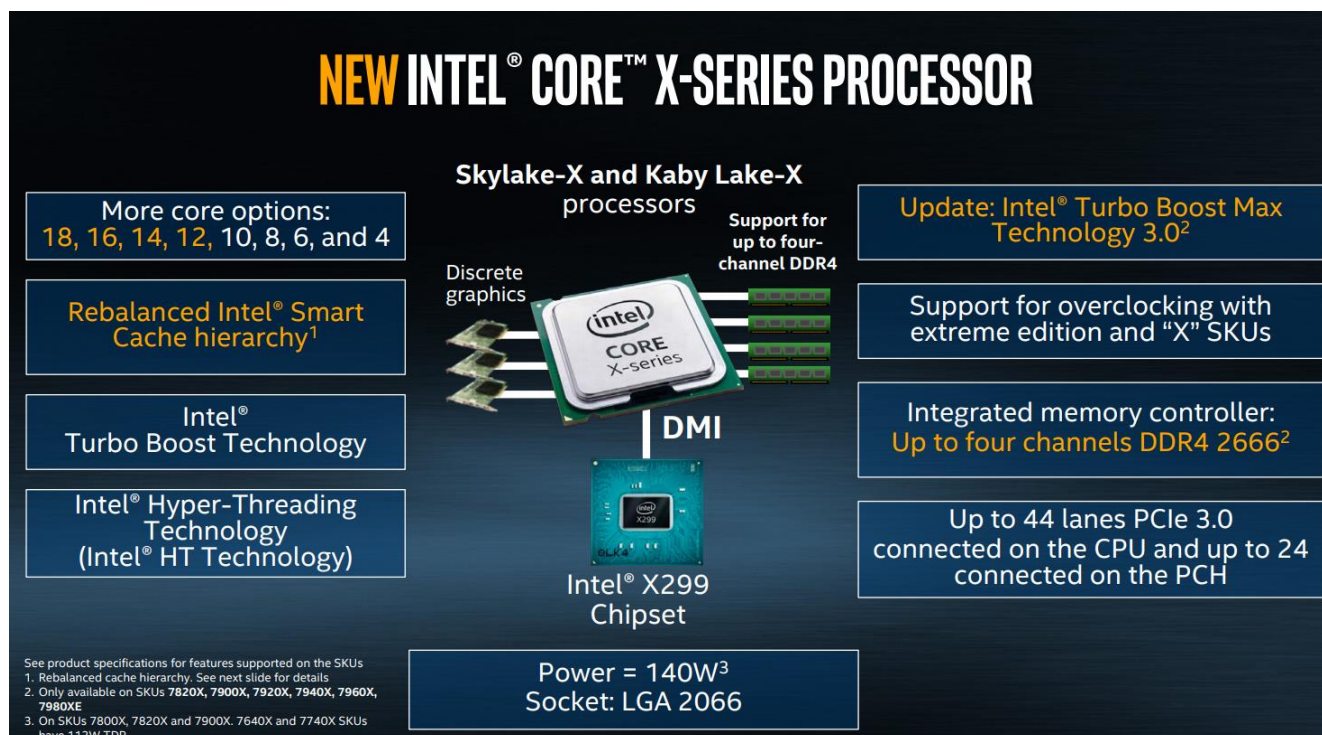 NEW INTEL® CORE™ X-SERIES PROCESSOR
Skylake-X and Kaby Lake-X
processors
More core options:
18, 16, 14, 12, 10, 8, 6, and 4
Rebalanced Intel® Smart
Cache hierarchy¹
Intel®
Turbo Boost Technology
Intel® Hyper-Threading
Technology
(Intel® HT Technology)
Discrete
graphics
Support for
up to four-
channel DDR4
intel
CORE
X-series
DMI
intel
X299
QLK4
Intel® X299
Chipset
Update: Intel® Turbo Boost Max
Technology 3.0²
Support for overclocking with
extreme edition and “X” SKUs
Integrated memory controller:
Up to four channels DDR4 2666²
Up to 44 lanes PCIe 3.0
connected on the CPU and up to 24
connected on the PCH
Power = 140W³
Socket: LGA 2066
See product specifications for features supported on the SKUs
1. Rebalanced cache hierarchy. See next slide for details
2. Only available on SKUs 7820X, 7900X, 7920X, 7940X, 7960X,
7980XE
3. On SKUs 7800X, 7820X and 7900X. 7640X and 7740X SKUs
have 112W TDP